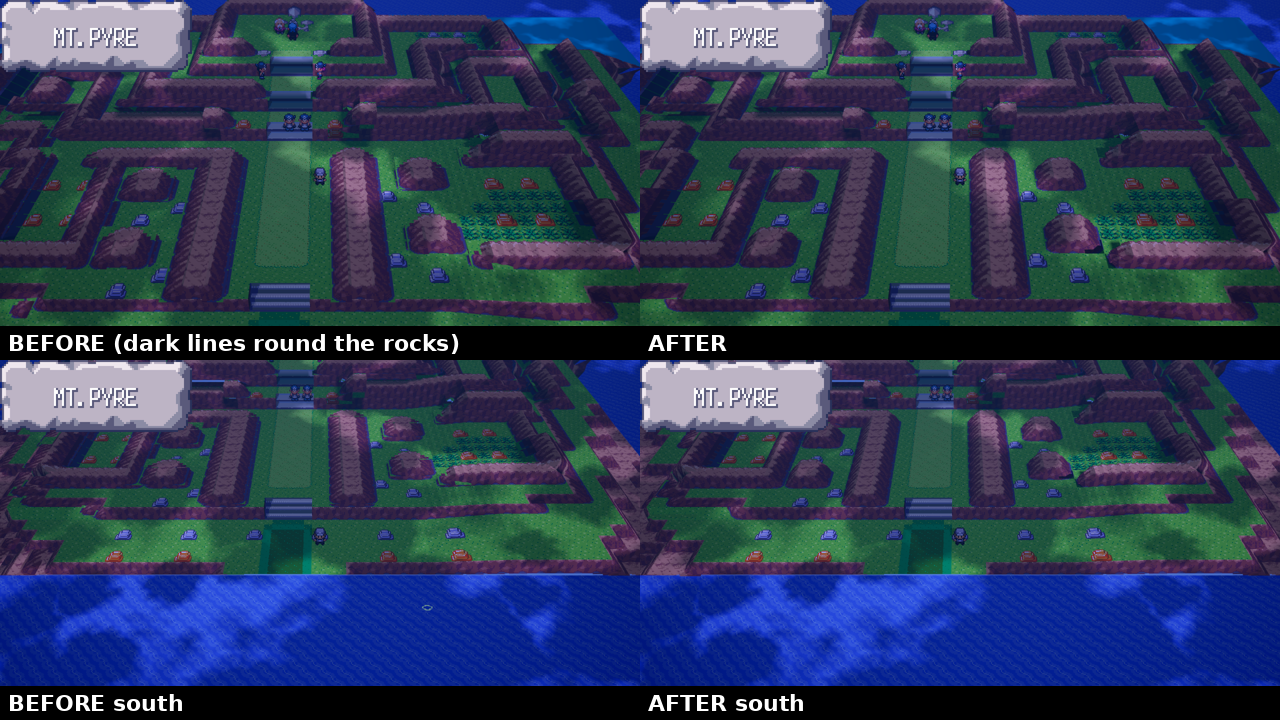 MT. PYRE
MT. PYRE
BEFORE (dark lines round the rocks)
AFTER
MT. PYRE
MT. PYRE
BEFORE south
AFTER south